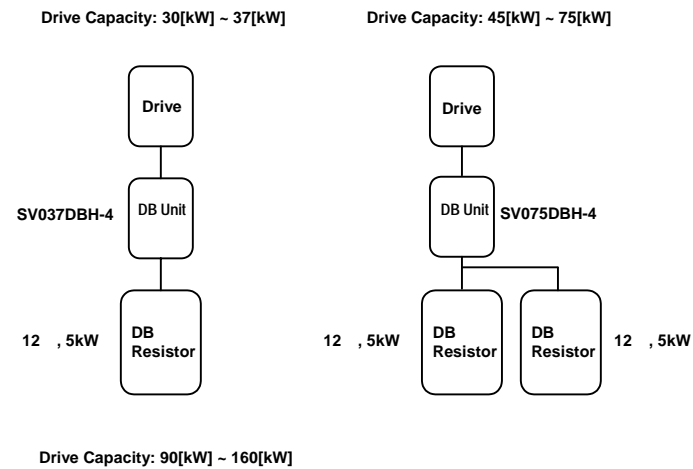 Drive Capacity: 30[kW] ~ 37[kW]
Drive
SV037DBH-4
DB Unit
12 , 5kW
DB
Resistor
Drive Capacity: 45[kW] ~ 75[kW]
Drive
DB Unit
SV075DBH-4
12 , 5kW
DB
Resistor
DB
Resistor
12 , 5kW
Drive Capacity: 90[kW] ~ 160[kW]